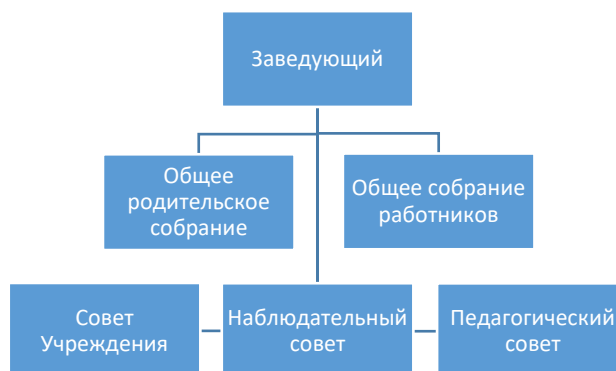 Заведующий
Общее
родительское
собрание
Общее собрание
работников
Совет
Учреждения
Наблюдательный
совет
Педагогический
совет